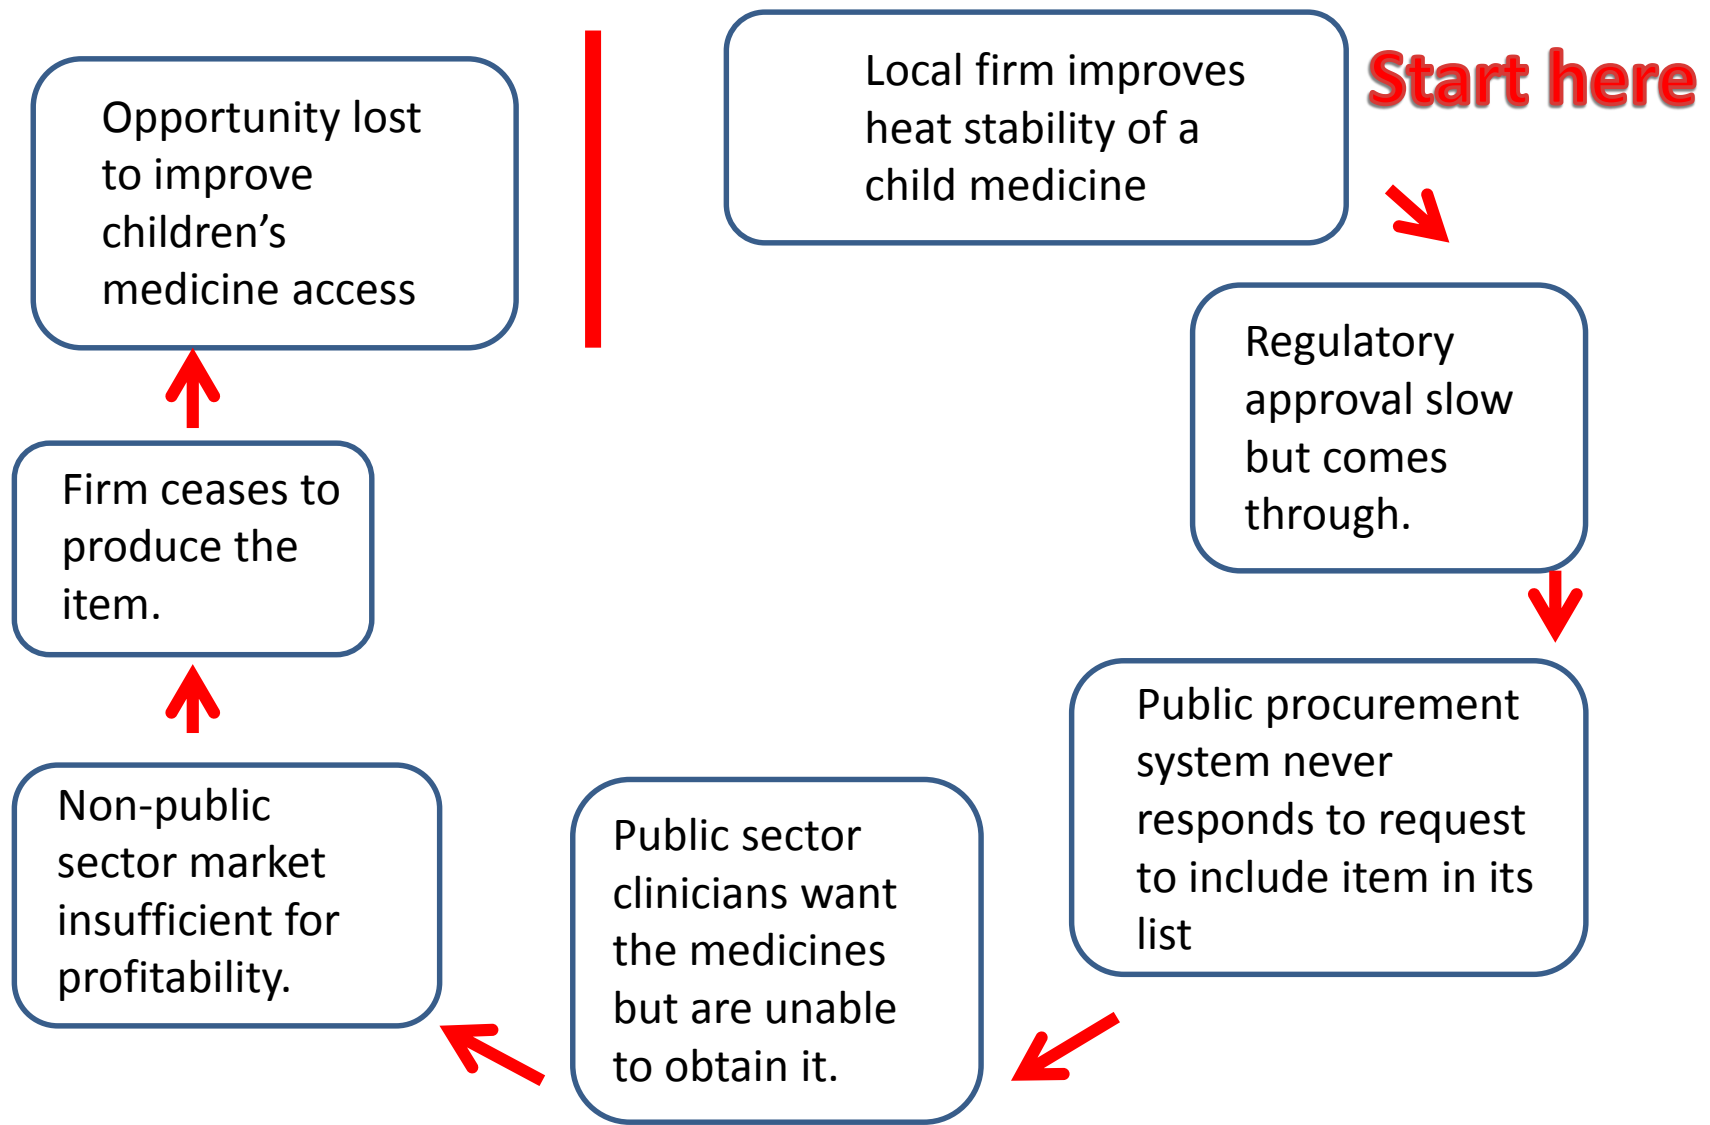 Start here
Local firm improves
heat stability of a
child medicine
Regulatory
approval slow
but comes
through.
Public procurement
system never
responds to request
to include item in its
list
Public sector
clinicians want
the medicines
but are unable
to obtain it.
Non-public
sector market
insufficient for
profitability.
Firm ceases to
produce the
item.
Opportunity lost
to improve
children’s
medicine access